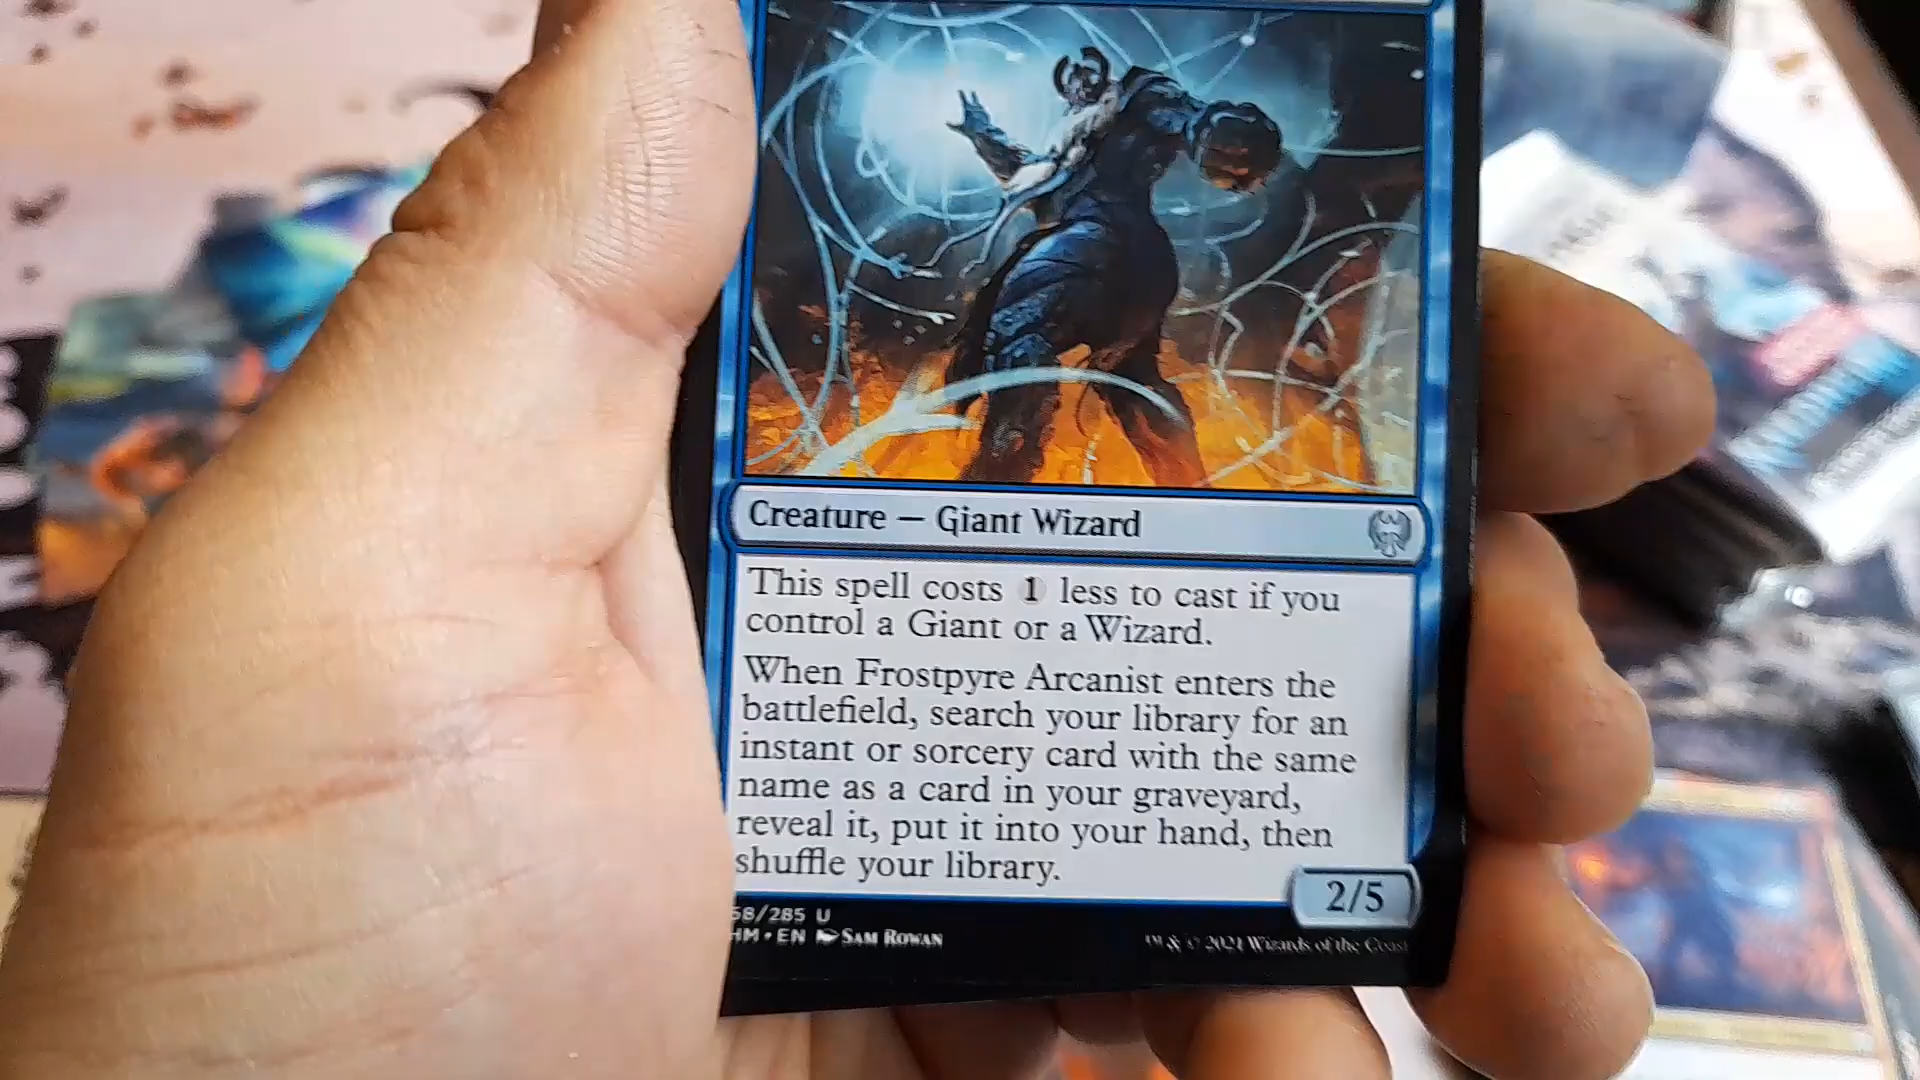 Creature — Giant Wizard
This spell costs 1 less to cast if you
control a Giant or a Wizard.
When Frostpyre Arcanist enters the
battlefield, search your library for an
instant or sorcery card with the same
name as a card in your graveyard,
reveal it, put it into your hand, then
shuffle your library.
2/5
58/285 U
HM • EN Sam Rowan
™ & © 2021 Wizards of the Coast